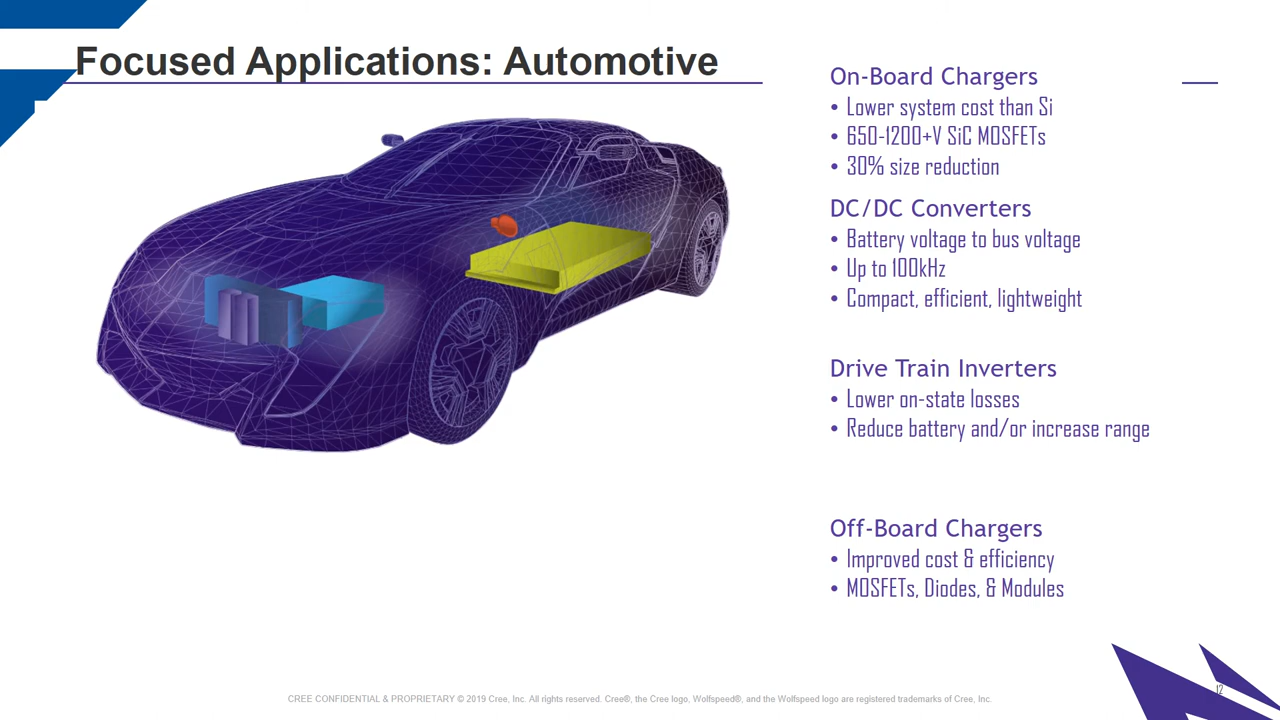 Focused Applications: Automotive
On-Board Chargers
• Lower system cost than Si
• 650-1200+V SiC MOSFETs
• 30% size reduction
DC/DC Converters
• Battery voltage to bus voltage
• Up to 100kHz
• Compact, efficient, lightweight
Drive Train Inverters
• Lower on-state losses
• Reduce battery and/or increase range
Off-Board Chargers
• Improved cost & efficiency
• MOSFETs, Diodes, & Modules
CREE CONFIDENTIAL & PROPRIETARY © 2019 Cree, Inc. All rights reserved. Cree®, the Cree logo, Wolfspeed®, and the Wolfspeed logo are registered trademarks of Cree, Inc.
12